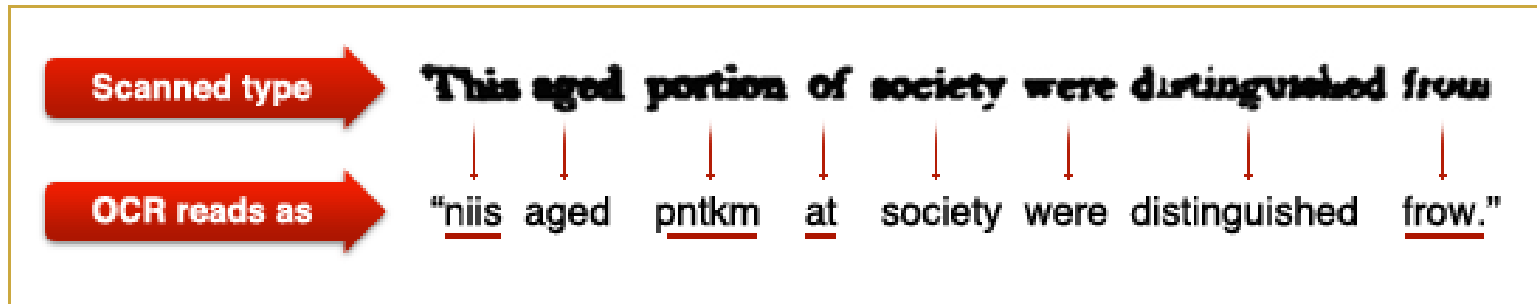 Scanned type This aged portion of society were distinguished from
OCR reads as “niis aged pntkm at society were distinguished frow.”